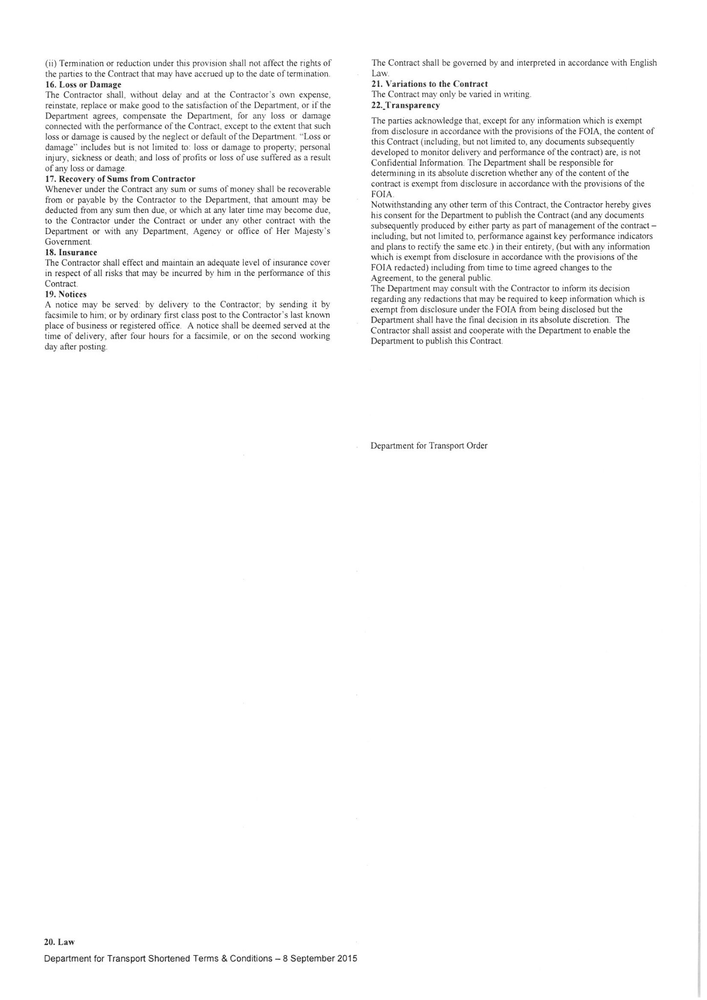 (ii) Termination or reduction under this provision shall not affect the rights of
the parties to the Contract that may have accrued up to the date of termination.
16. Loss or Damage
The Contractor shall, without delay and at the Contractor's own expense,
reinstate, replace or make good to the satisfaction of the Department, or if the
Department agrees, compensate the Department, for any loss or damage
connected with the performance of the Contract, except to the extent that such
loss or damage is caused by the neglect or default of the Department. “Loss or
damage” includes but is not limited to: loss or damage to property; personal
injury, sickness or death; and loss of profits or loss of use suffered as a result
of any loss or damage.
17. Recovery of Sums from Contractor
Whenever under the Contract any sum or sums of money shall be recoverable
from or payable by the Contractor to the Department, that amount may be
deducted from any sum then due, or which at any later time may become due,
to the Contractor under the Contract or under any other contract with the
Department or with any Department, Agency or office of Her Majesty's
Government.
18. Insurance
The Contractor shall effect and maintain an adequate level of insurance cover
in respect of all risks that may be incurred by him in the performance of this
Contract.
19. Notices
A notice may be served: by delivery to the Contractor; by sending it by
facsimile to him; or by ordinary first class post to the Contractor's last known
place of business or registered office. A notice shall be deemed served at the
time of delivery, after four hours for a facsimile, or on the second working
day after posting.
20. Law
The Contract shall be governed by and interpreted in accordance with English
Law.
21. Variations to the Contract
The Contract may only be varied in writing.
22. Transparency
The parties acknowledge that, except for any information which is exempt
from disclosure in accordance with the provisions of the FOIA, the content of
this Contract (including, but not limited to, any documents subsequently
developed to monitor delivery and performance of the contract) are, is not
Confidential Information. The Department shall be responsible for
determining in its absolute discretion whether any of the content of the
contract is exempt from disclosure in accordance with the provisions of the
FOIA.
Notwithstanding any other term of this Contract, the Contractor hereby gives
his consent for the Department to publish the Contract (and any documents
subsequently produced by either party as part of management of the contract –
including, but not limited to, performance against key performance indicators
and plans to rectify the same etc.) in their entirety, (but with any information
which is exempt from disclosure in accordance with the provisions of the
FOIA redacted) including from time to time agreed changes to the
Agreement, to the general public.
The Department may consult with the Contractor to inform its decision
regarding any redactions that may be required to keep information which is
exempt from disclosure under the FOIA from being disclosed but the
Department shall have the final decision in its absolute discretion. The
Contractor shall assist and cooperate with the Department to enable the
Department to publish this Contract.
Department for Transport Order
Department for Transport Shortened Terms & Conditions – 8 September 2015